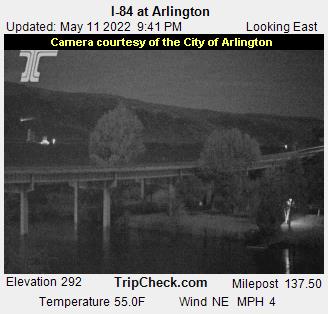 I-84 at Arlington
Updated: May 11 2022 9:41 PM Looking East
Camera courtesy of the City of Arlington
Elevation 292 TripCheck.com Milepost 137.50
Temperature 55.0F Wind NE MPH 4